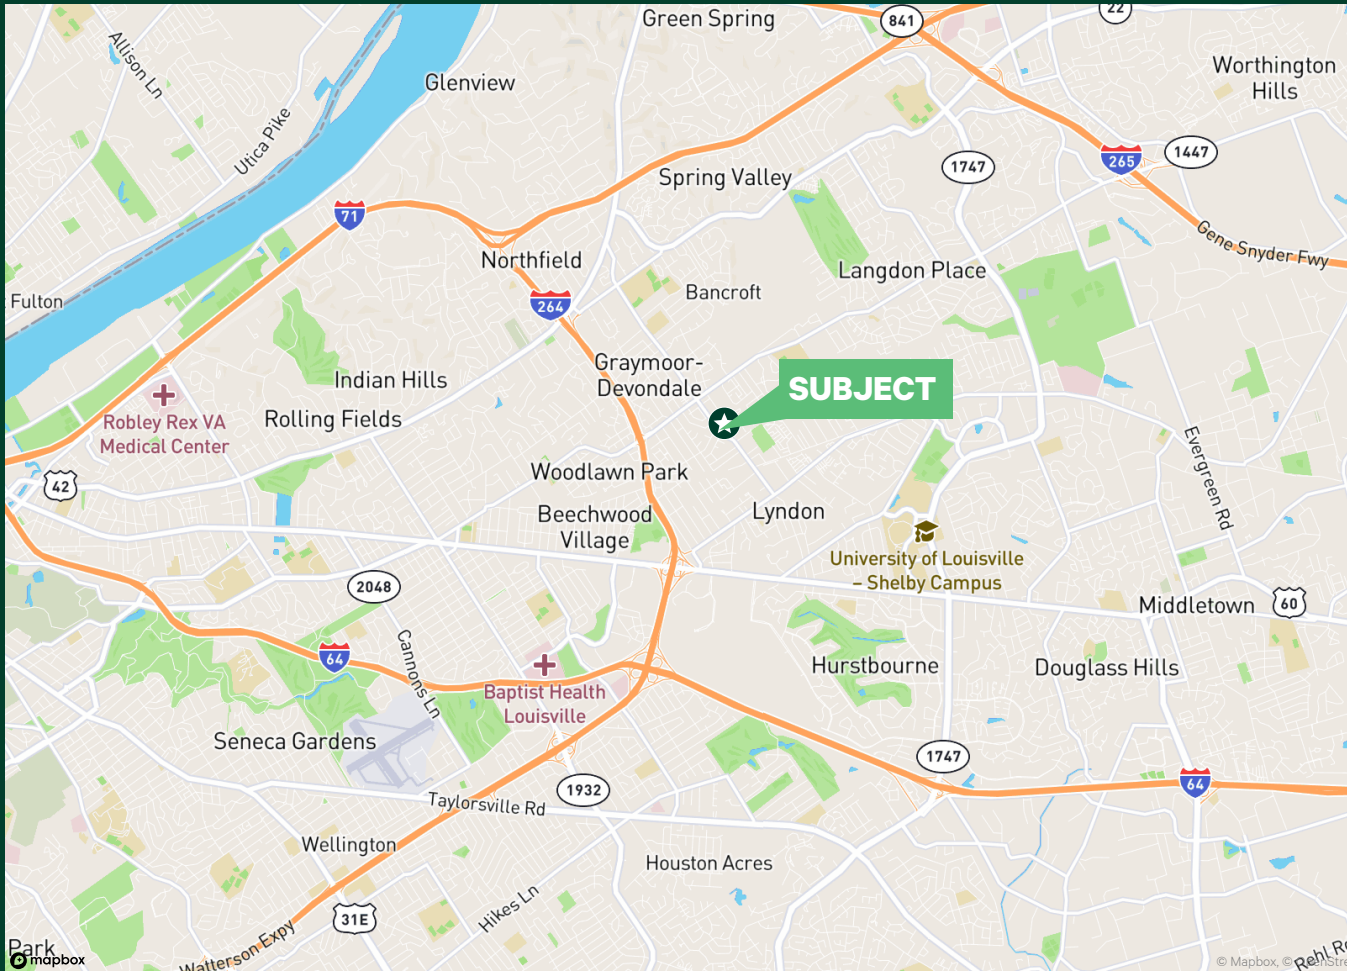 Green Spring
841
22
Allison Ln
Glenview
Worthington
Hills
Utica Pike
1747
265
1447
Spring Valley
71
Gene Snyder Fwy
Northfield
Langdon Place
Fulton
264
Bancroft
Graymoor-
Devondale
Indian Hills
SUBJECT
Robley Rex VA
Medical Center
Rolling Fields
Evergreen Rd
42
Woodlawn Park
Beechwood
Village
Lyndon
University of Louisville
– Shelby Campus
2048
Middletown
60
Cannons Ln
64
Hurstbourne
Douglass Hills
Baptist Health
Louisville
Seneca Gardens
1747
64
1932
Taylorsville Rd
Wellington
Houston Acres
Hikes Ln
31E
Watterson Expy
Park
mapbox
© Mapbox, ©
Rehl